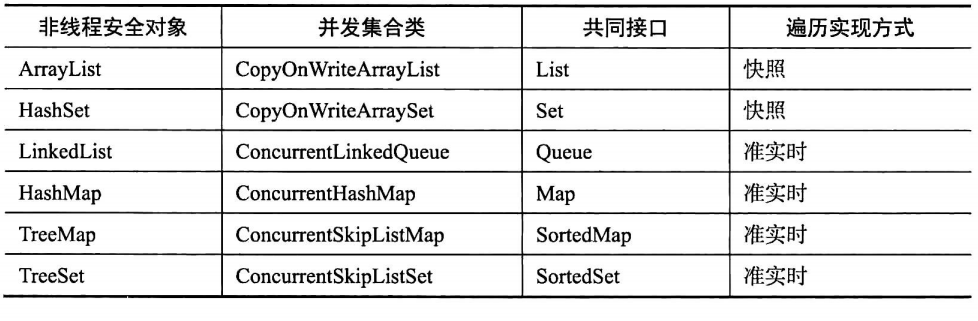 非线程安全对象 并发集合类 共同接口 遍历实现方式
ArrayList CopyOnWriteArrayList List 快照
HashSet CopyOnWriteArraySet Set 快照
LinkedList ConcurrentLinkedQueue Queue 准实时
HashMap ConcurrentHashMap Map 准实时
TreeMap ConcurrentSkipListMap SortedMap 准实时
TreeSet ConcurrentSkipListSet SortedSet 准实时